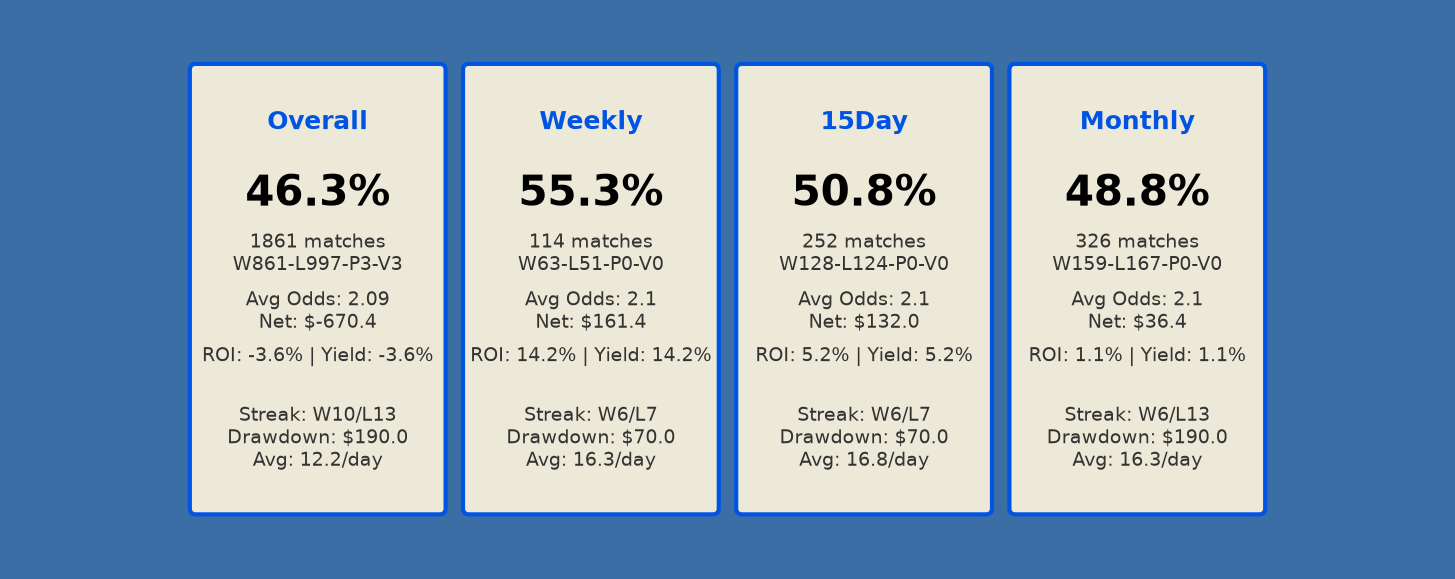 Overall
46.3%
1861 matches
W861-L997-P3-V3
Avg Odds: 2.09
Net: $-670.4
ROI: -3.6% | Yield: -3.6%
Streak: W10/L13
Drawdown: $190.0
Avg: 12.2/day
Weekly
55.3%
114 matches
W63-L51-P0-V0
Avg Odds: 2.1
Net: $161.4
ROI: 14.2% | Yield: 14.2%
Streak: W6/L7
Drawdown: $70.0
Avg: 16.3/day
15Day
50.8%
252 matches
W128-L124-P0-V0
Avg Odds: 2.1
Net: $132.0
ROI: 5.2% | Yield: 5.2%
Streak: W6/L7
Drawdown: $70.0
Avg: 16.8/day
Monthly
48.8%
326 matches
W159-L167-P0-V0
Avg Odds: 2.1
Net: $36.4
ROI: 1.1% | Yield: 1.1%
Streak: W6/L13
Drawdown: $190.0
Avg: 16.3/day